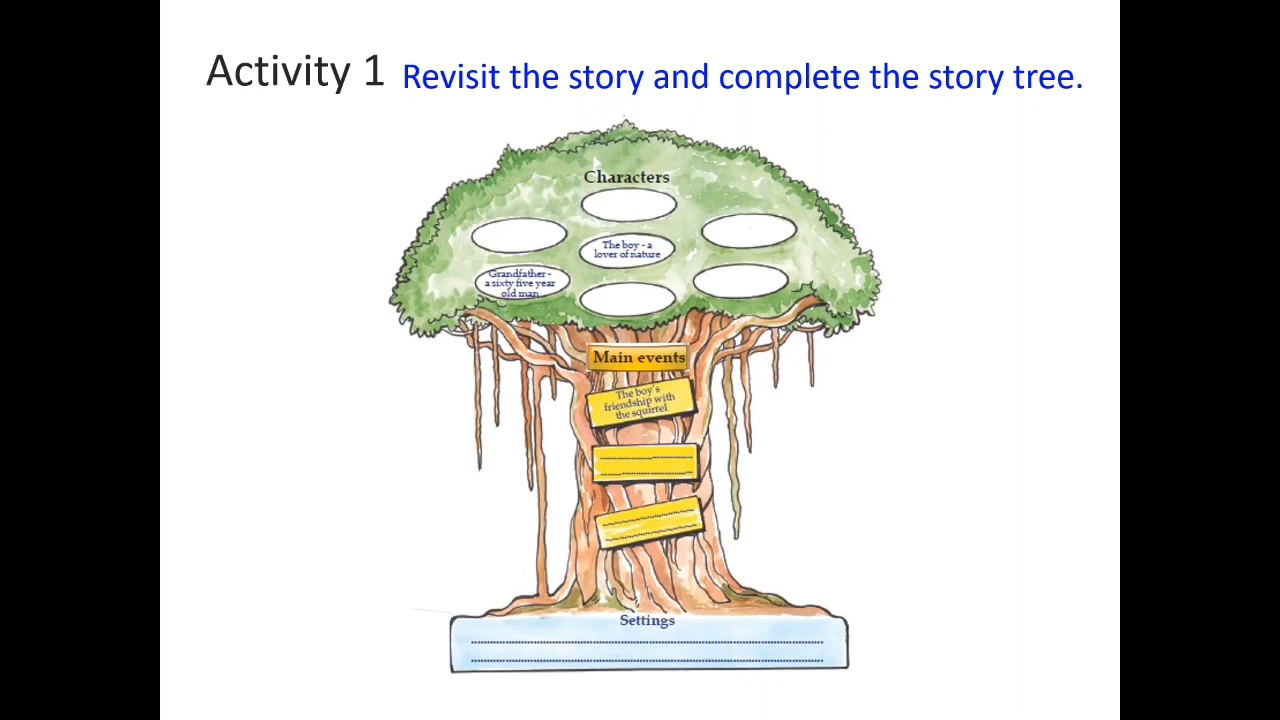 Activity 1 Revisit the story and complete the story tree.
Characters
The boy - a
lover of nature
Grandfather -
a sixty five year
old man
Main events
The boy's
friendship with
the squirrel
Settings